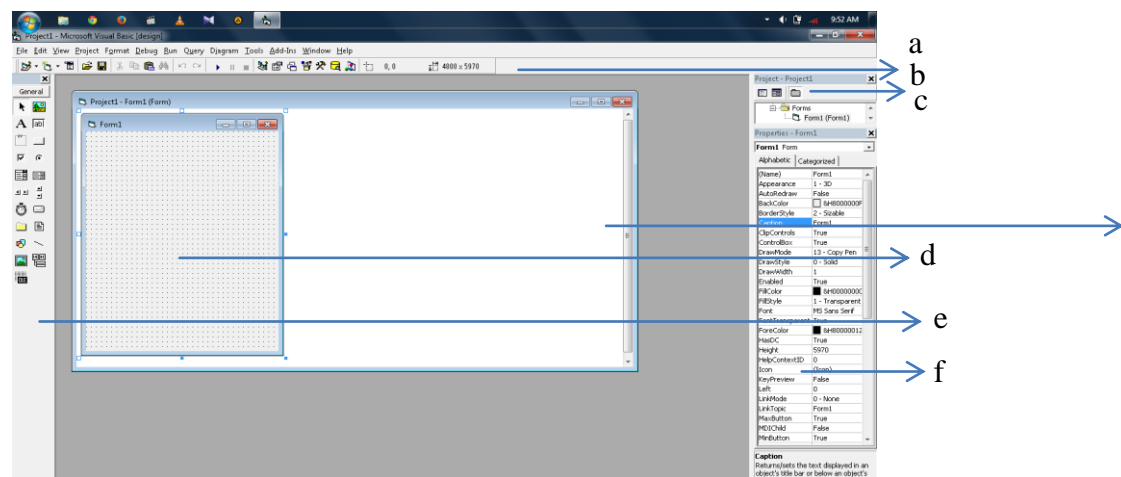 9:52 AM
Project1 - Microsoft Visual Basic [design]
File Edit View Project Format Debug Run Query Diagram Tools Add-Ins Window Help
0, 0 4800 x 5970
a
b
c
General
A ab|
Project1 - Form1 (Form)
Form1
Project - Project1
Forms
Form1 (Form1)
Properties - Form1
Form1 Form
Alphabetic Categorized
(Name) Form1
Appearance 1 - 3D
AutoRedraw False
BackColor &H8000000F
BorderStyle 2 - Sizable
Caption Form1
ClipControls True
ControlBox True
DrawMode 13 - Copy Pen
DrawStyle 0 - Solid
DrawWidth 1
Enabled True
FillColor &H8000000C
FillStyle 1 - Transparent
Font MS Sans Serif
FontTransparent True
ForeColor &H80000012
HasDC True
Height 5970
HelpContextID 0
Icon (Icon)
KeyPreview False
Left 0
LinkMode 0 - None
LinkTopic Form1
MaxButton True
MDIChild False
MinButton True
d
e
f
Caption
Returns/sets the text displayed in an
object's title bar or below an object's